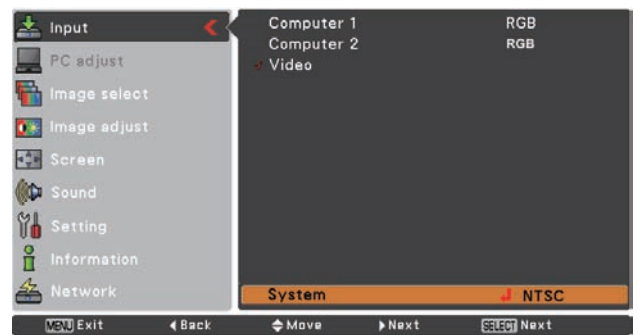 Input
PC adjust
Image select
Image adjust
Screen
Sound
Setting
Information
Network
Computer 1 RGB
Computer 2 RGB
Video
System NTSC
MENU Exit Back Move Next SELECT Next